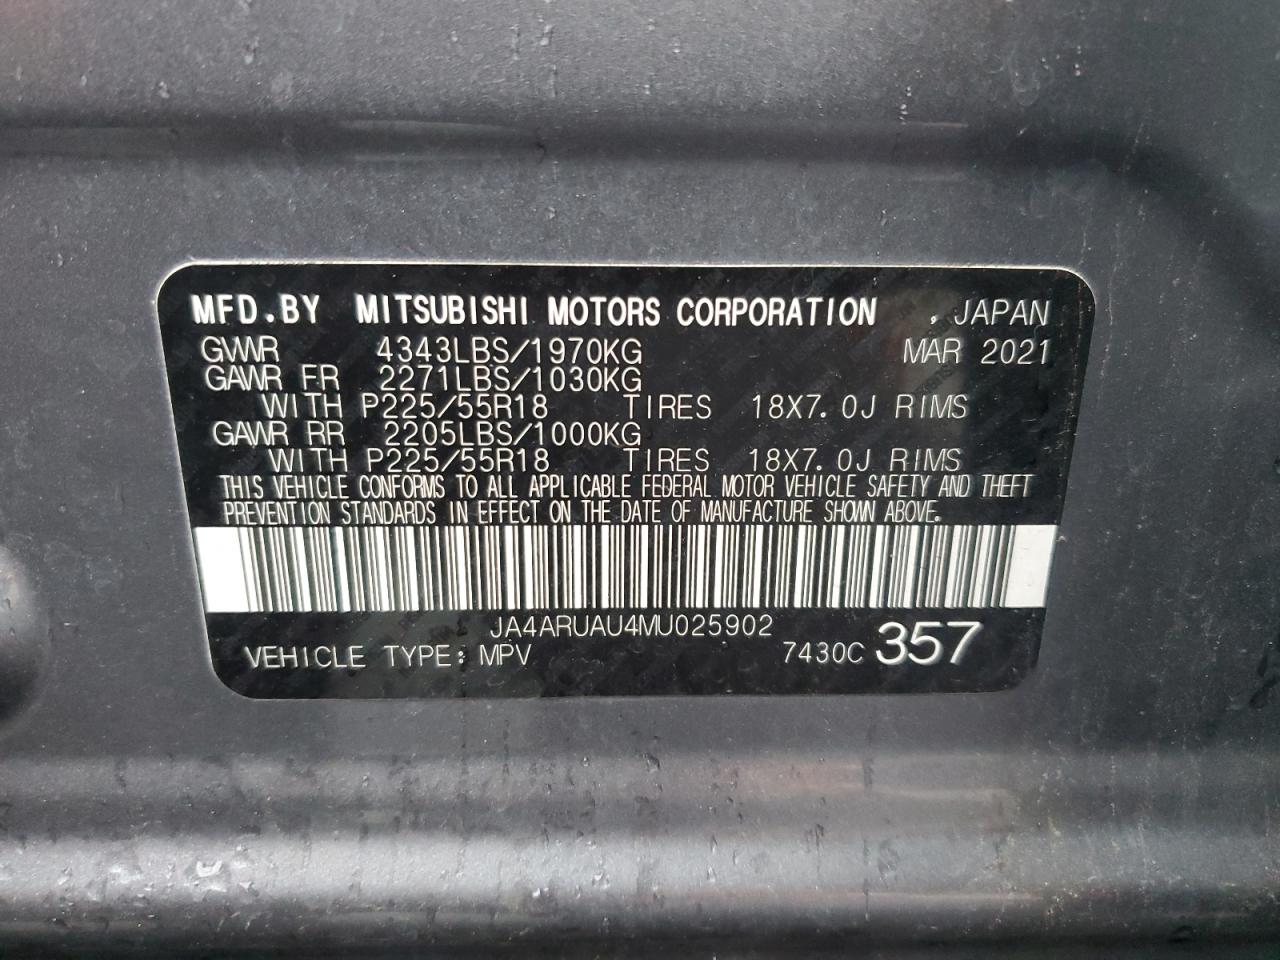 MFD.BY MITSUBISHI MOTORS CORPORATION , JAPAN
GVWR 4343LBS/1970KG MAR 2021
GAWR FR 2271LBS/1030KG
WITH P225/55R18 TIRES 18X7.0J RIMS
GAWR RR 2205LBS/1000KG
WITH P225/55R18 TIRES 18X7.0J RIMS
THIS VEHICLE CONFORMS TO ALL APPLICABLE FEDERAL MOTOR VEHICLE SAFETY AND THEFT
PREVENTION STANDARDS IN EFFECT ON THE DATE OF MANUFACTURE SHOWN ABOVE.
JA4ARUAU4MU025902
VEHICLE TYPE: MPV 7430C 357